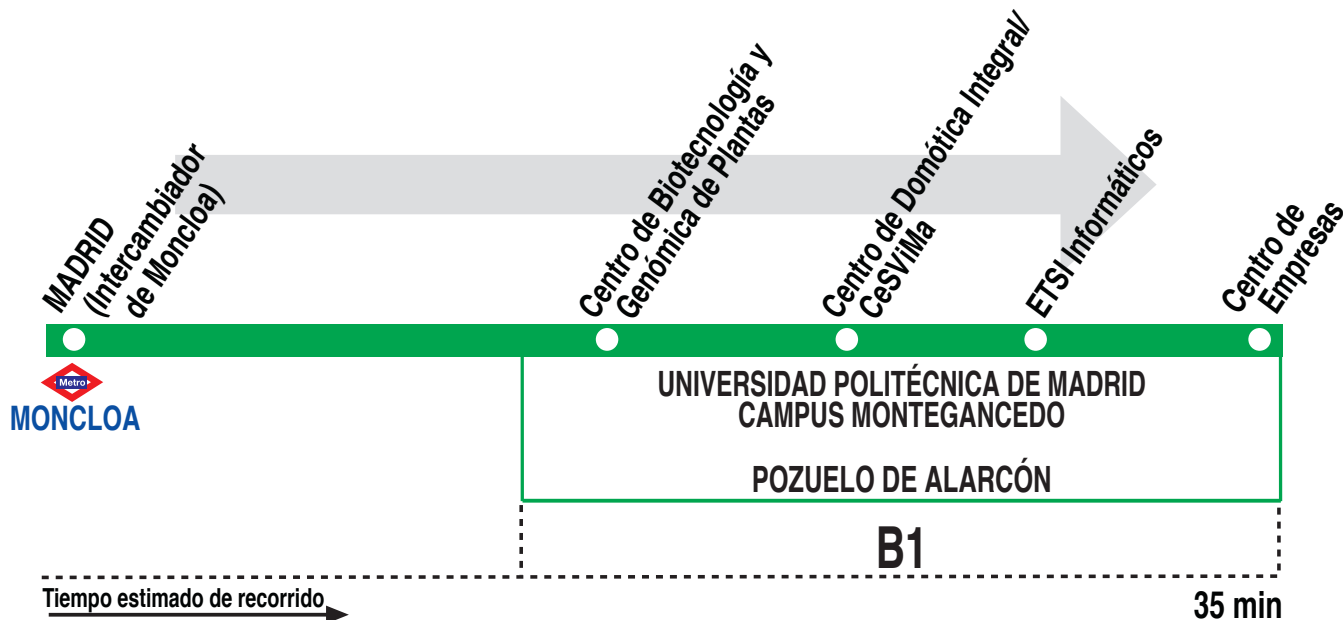 MADRID
(Intercambiador
de Moncloa)
Centro de Biotecnología y
Genómica de Plantas
Centro de Domótica Integral/
CeSViMa
ETSI Informáticos
Centro de
Empresas
Metro
MONCLOA
UNIVERSIDAD POLITÉCNICA DE MADRID
CAMPUS MONTEGANCEDO
POZUELO DE ALARCÓN
B1
Tiempo estimado de recorrido
35 min